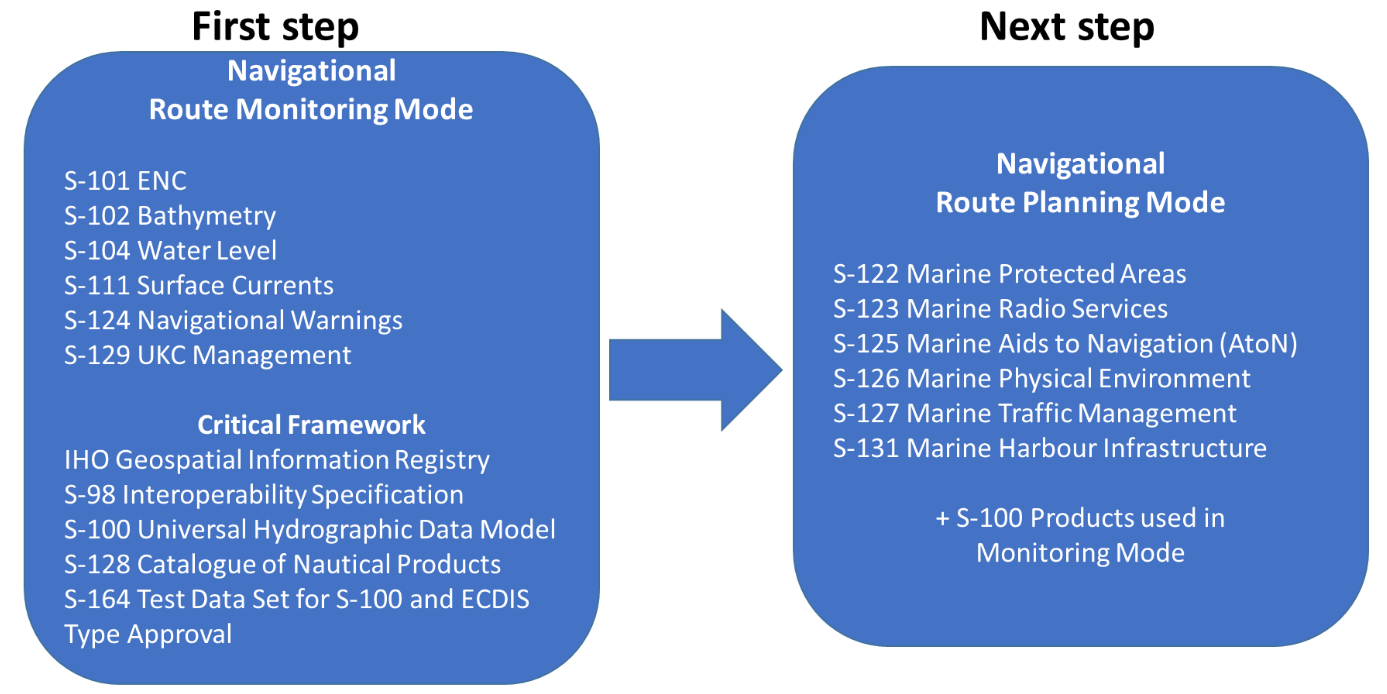 First step
Navigational
Route Monitoring Mode
S-101 ENC
S-102 Bathymetry
S-104 Water Level
S-111 Surface Currents
S-124 Navigational Warnings
S-129 UKC Management
Critical Framework
IHO Geospatial Information Registry
S-98 Interoperability Specification
S-100 Universal Hydrographic Data Model
S-128 Catalogue of Nautical Products
S-164 Test Data Set for S-100 and ECDIS
Type Approval
Next step
Navigational
Route Planning Mode
S-122 Marine Protected Areas
S-123 Marine Radio Services
S-125 Marine Aids to Navigation (AtoN)
S-126 Marine Physical Environment
S-127 Marine Traffic Management
S-131 Marine Harbour Infrastructure
+ S-100 Products used in
Monitoring Mode